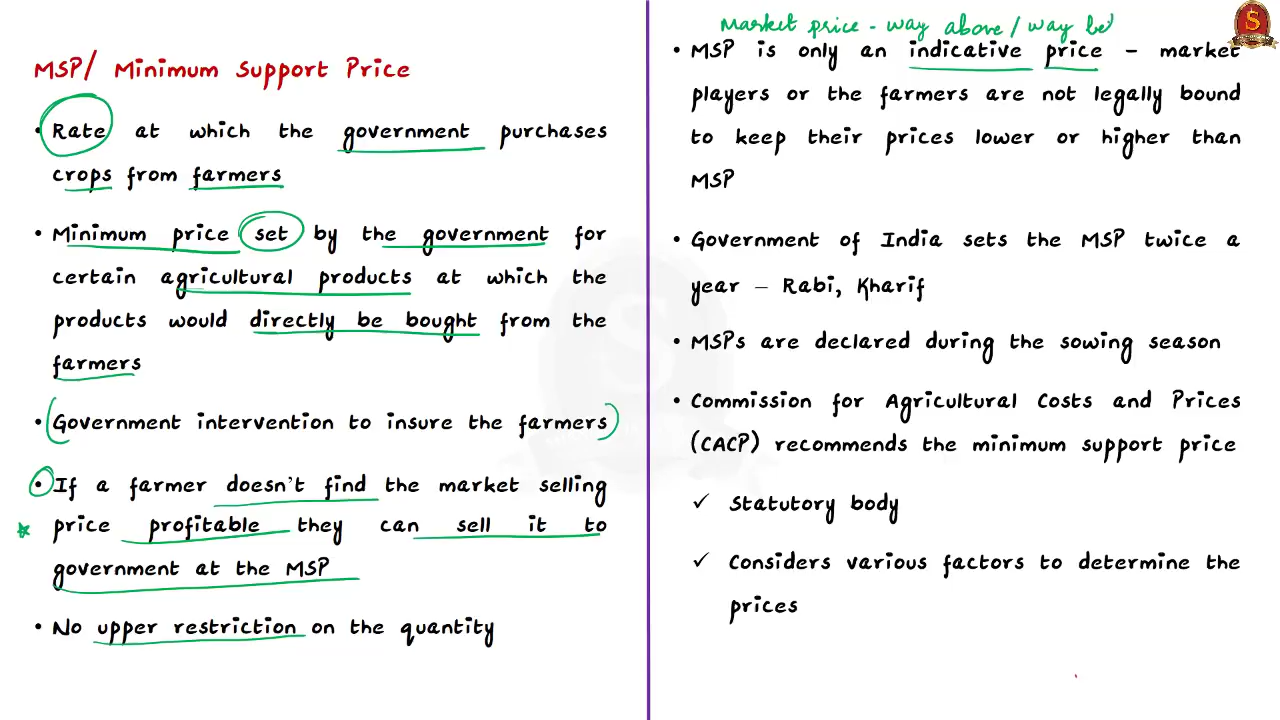 MSP/ Minimum Support Price
• Rate at which the government purchases
crops from farmers
• Minimum price set by the government for
certain agricultural products at which the
products would directly be bought from the
farmers
• Government intervention to insure the farmers
• If a farmer doesn't find the market selling
price profitable they can sell it to
government at the MSP
• No upper restriction on the quantity
Market price - way above / way bel
• MSP is only an indicative price – market
players or the farmers are not legally bound
to keep their prices lower or higher than
MSP
• Government of India sets the MSP twice a
year – Rabi, Kharif
• MSPs are declared during the sowing season
• Commission for Agricultural Costs and Prices
(CACP) recommends the minimum support price
✓ Statutory body
✓ Considers various factors to determine the
prices